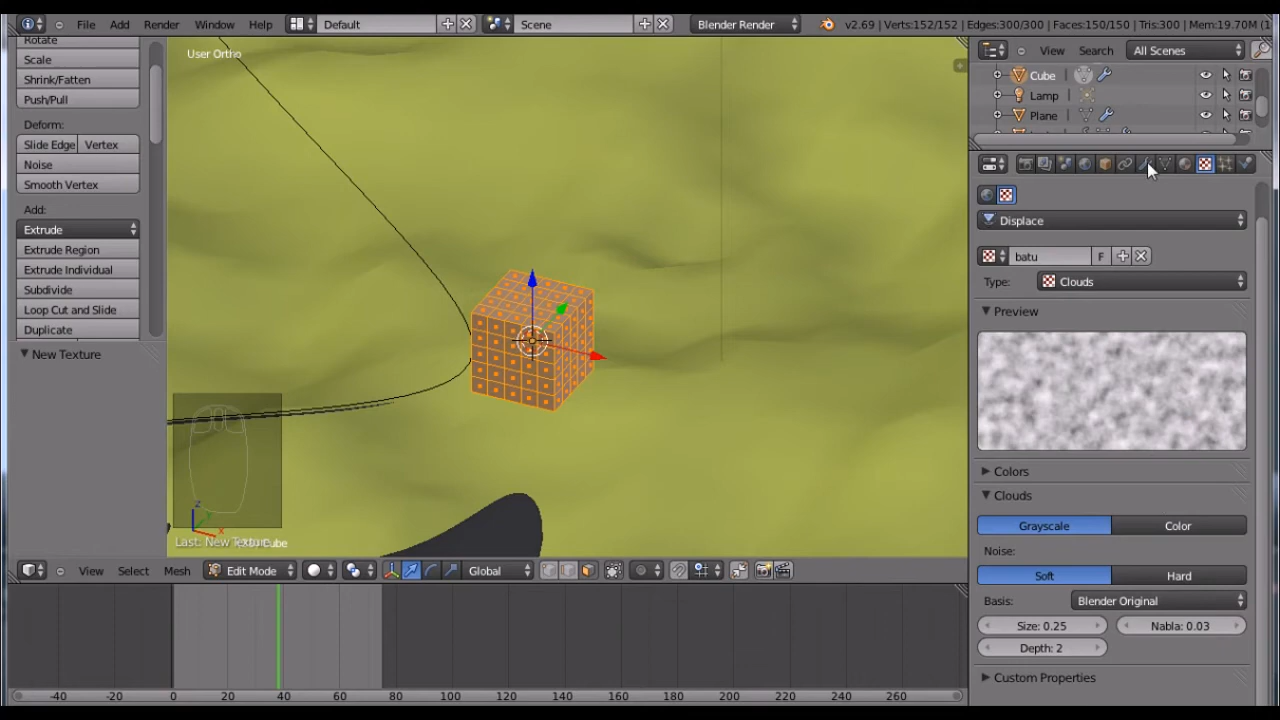 File Add Render Window Help Default Scene Blender Render v2.69 | Verts:152/152 | Edges:300/300 | Faces:150/150 | Tris:300 | Mem:19.70M (1
Rotate
Scale
Shrink/Fatten
Push/Pull
Deform:
Slide Edge Vertex
Noise
Smooth Vertex
Add:
Extrude
Extrude Region
Extrude Individual
Subdivide
Loop Cut and Slide
Duplicate
New Texture
User Ortho
z
Y
x
Last: New Texture
Cube
View Select Mesh Edit Mode Global
-40 -20 0 20 40 60 80 100 120 140 160 180 200 220 240 260
View Search All Scenes
Cube
Lamp
Plane
Displace
batu F
Type: Clouds
Preview
Colors
Clouds
Grayscale Color
Noise:
Soft Hard
Basis: Blender Original
Size: 0.25 Nabla: 0.03
Depth: 2
Custom Properties